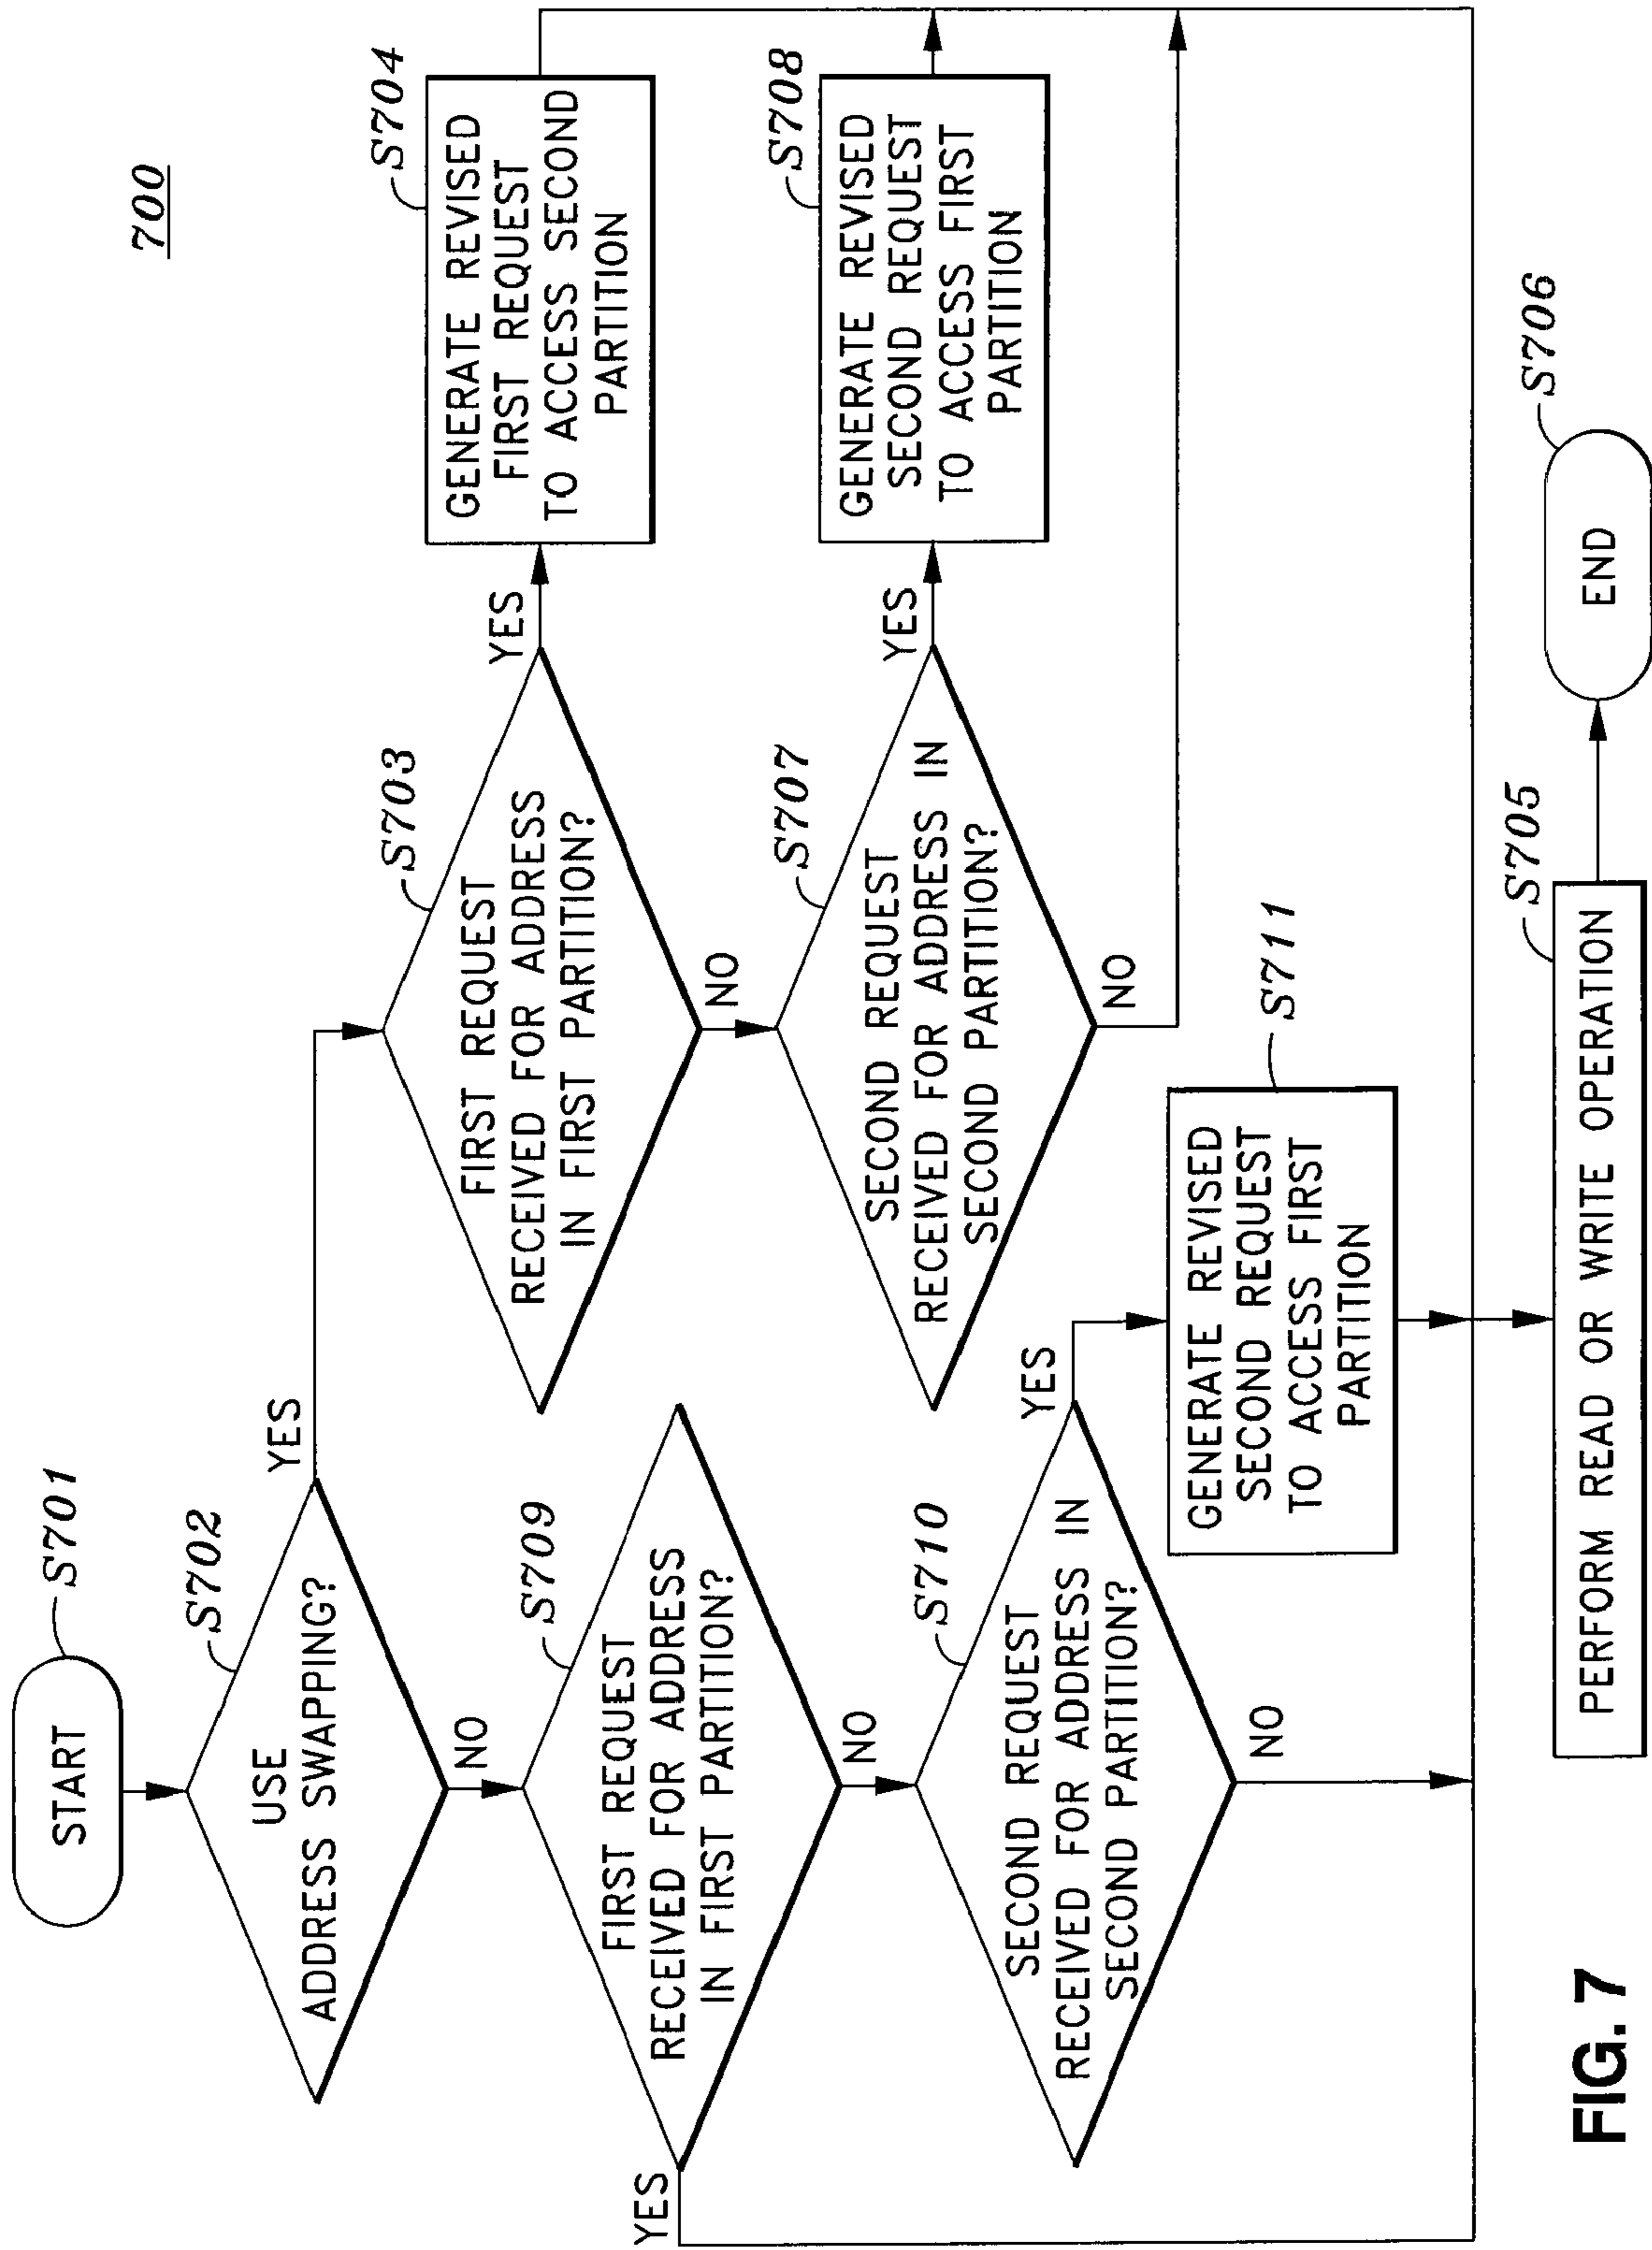 700
START
S701
USE
ADDRESS SWAPPING?
S702
YES
NO
FIRST REQUEST
RECEIVED FOR ADDRESS
IN FIRST PARTITION?
S703
YES
NO
GENERATE REVISED
FIRST REQUEST
TO ACCESS SECOND
PARTITION
S704
FIRST REQUEST
RECEIVED FOR ADDRESS
IN FIRST PARTITION?
S709
YES
NO
SECOND REQUEST
RECEIVED FOR ADDRESS IN
SECOND PARTITION?
S707
YES
NO
GENERATE REVISED
SECOND REQUEST
TO ACCESS FIRST
PARTITION
S708
SECOND REQUEST
RECEIVED FOR ADDRESS IN
SECOND PARTITION?
S710
YES
NO
GENERATE REVISED
SECOND REQUEST
TO ACCESS FIRST
PARTITION
S711
PERFORM READ OR WRITE OPERATION
S705
END
S706
FIG. 7